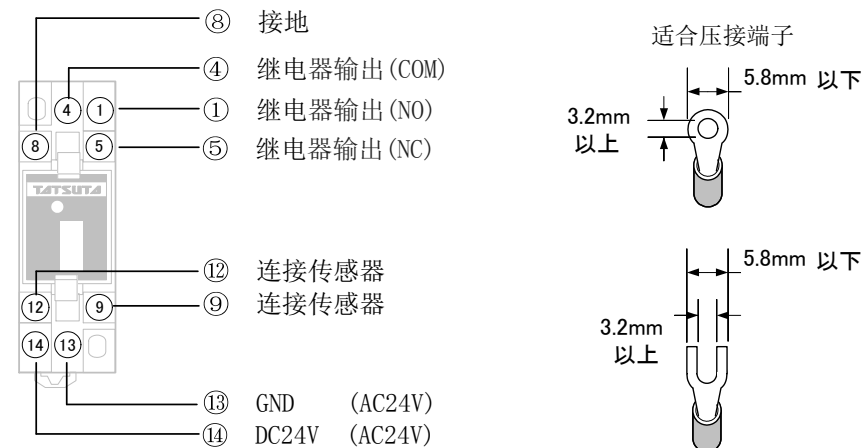 ⑧ 接地
④ 继电器输出(COM)
① 继电器输出(NO)
⑤ 继电器输出(NC)
4 1
8 5
TATSUTA
⑫ 连接传感器
⑨ 连接传感器
12 9
14 13
⑬ GND (AC24V)
⑭ DC24V (AC24V)
适合压接端子
5.8mm 以下
3.2mm
以上
5.8mm 以下
3.2mm
以上